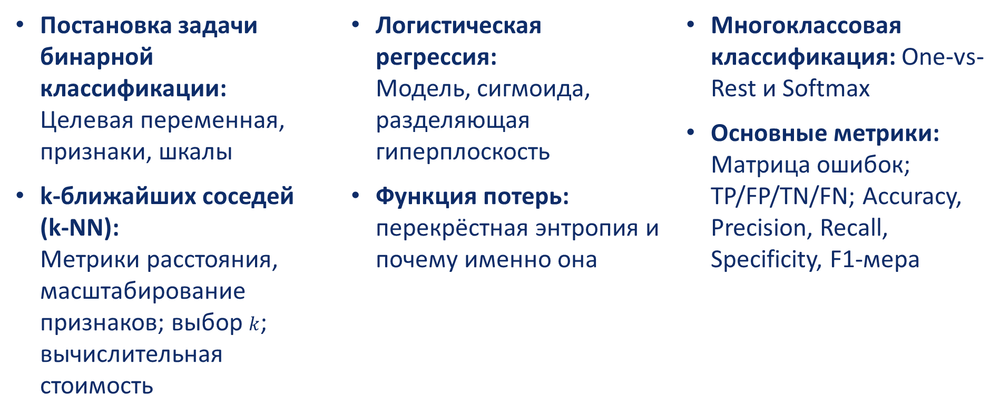 • Постановка задачи
бинарной
классификации:
Целевая переменная,
признаки, шкалы
• k-ближайших соседей
(k-NN):
Метрики расстояния,
масштабирование
признаков; выбор k;
вычислительная
стоимость
• Логистическая
регрессия:
Модель, сигмоида,
разделяющая
гиперплоскость
• Функция потерь:
перекрёстная энтропия и
почему именно она
• Многоклассовая
классификация: One-vs-
Rest и Softmax
• Основные метрики:
Матрица ошибок;
TP/FP/TN/FN; Accuracy,
Precision, Recall,
Specificity, F1-мера